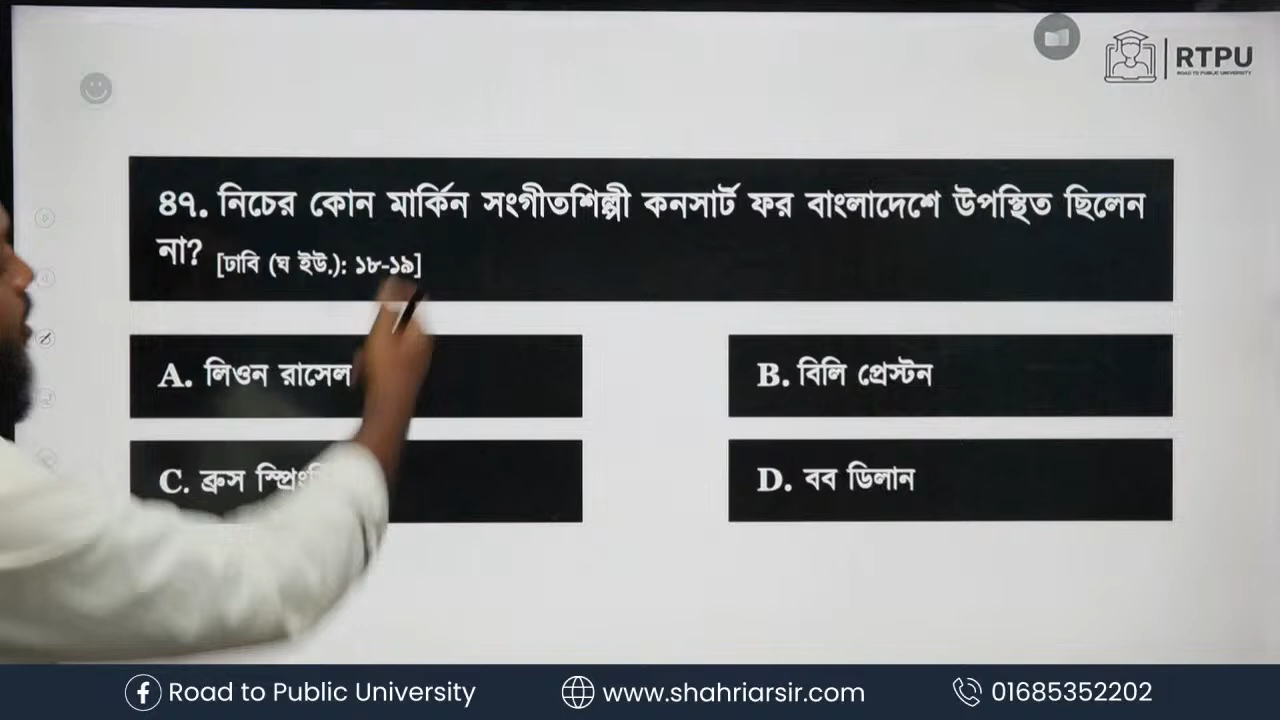 RTPU
ROAD TO PUBLIC UNIVERSITY
৪৭. নিচের কোন মার্কিন সংগীতশিল্পী কনসার্ট ফর বাংলাদেশে উপস্থিত ছিলেন
না? [ঢাবি (ঘ ইউ.): ১৮-১৯]
A. লিওন রাসেল
B. বিলি প্রেস্টন
C. ব্রুস
D. বব ডিলান
Road to Public University
www.shahriarsir.com
01685352202